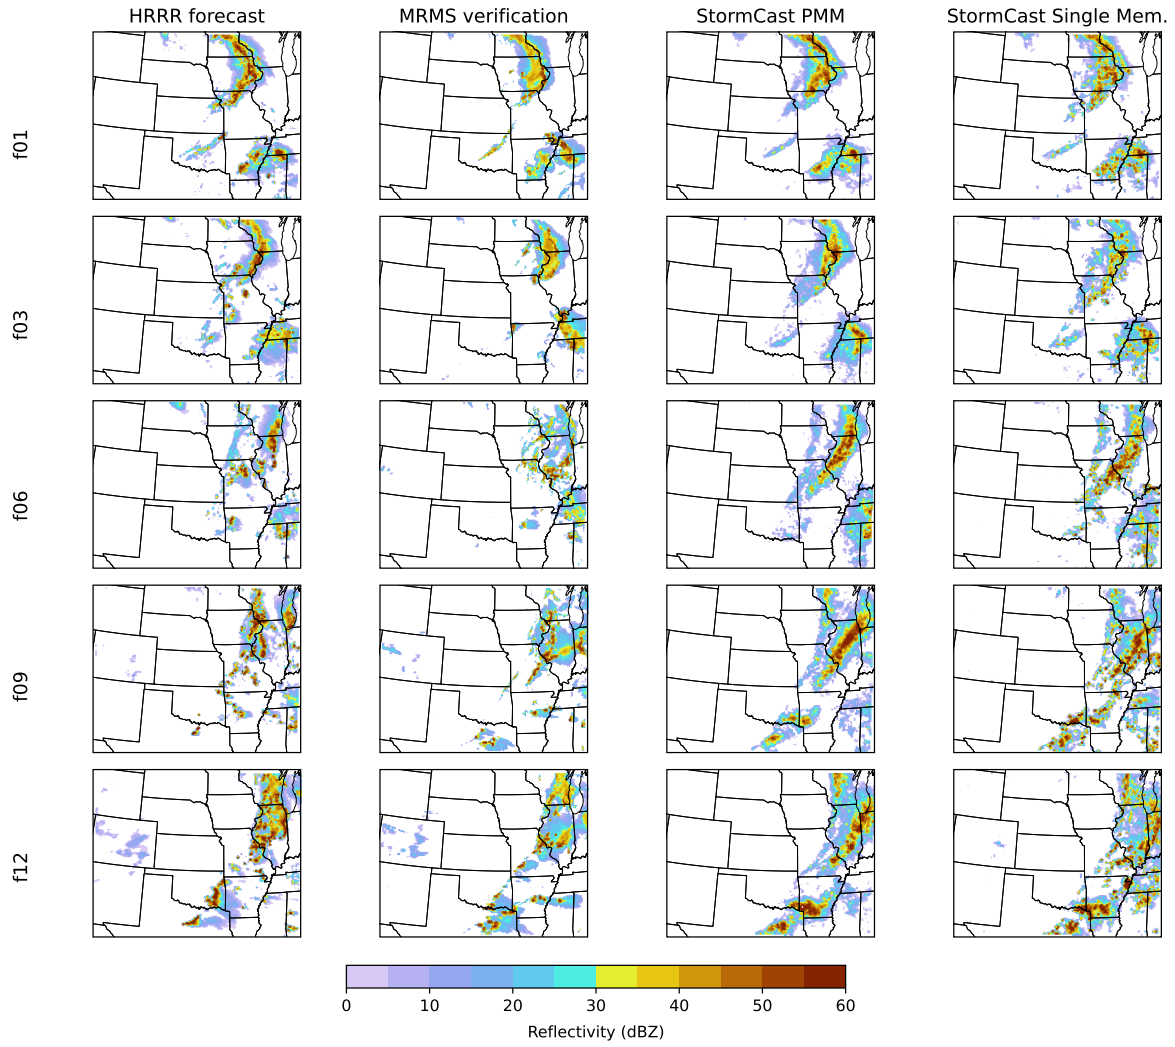 HRRR forecast
MRMS verification
StormCast PMM
StormCast Single Mem.
f01
f03
f06
f09
f12
0
10
20
30
40
50
60
Reflectivity (dBZ)